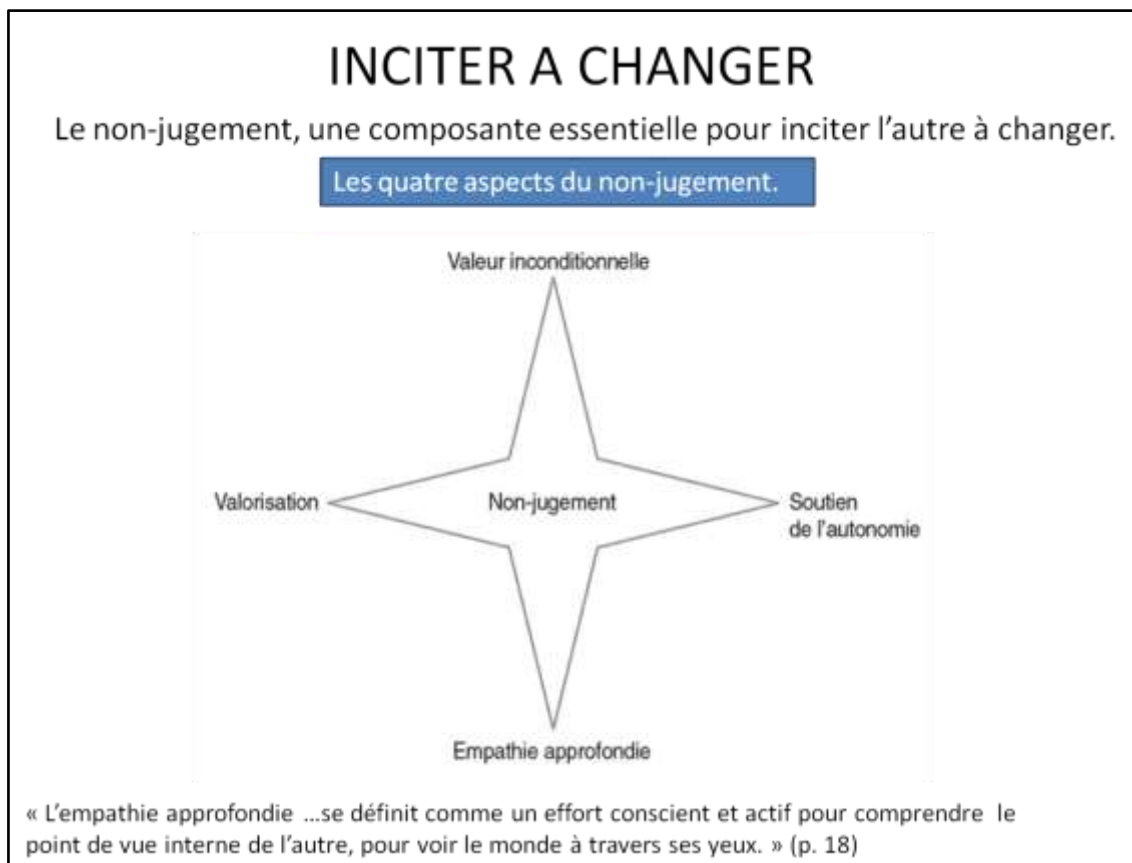 INCITER A CHANGER
Le non-jugement, une composante essentielle pour inciter l’autre à changer.
Les quatre aspects du non-jugement.
Valeur inconditionnelle
Valorisation
Non-jugement
Soutien
de l’autonomie
Empathie approfondie
« L’empathie approfondie ...se définit comme un effort conscient et actif pour comprendre le
point de vue interne de l’autre, pour voir le monde à travers ses yeux. » (p. 18)